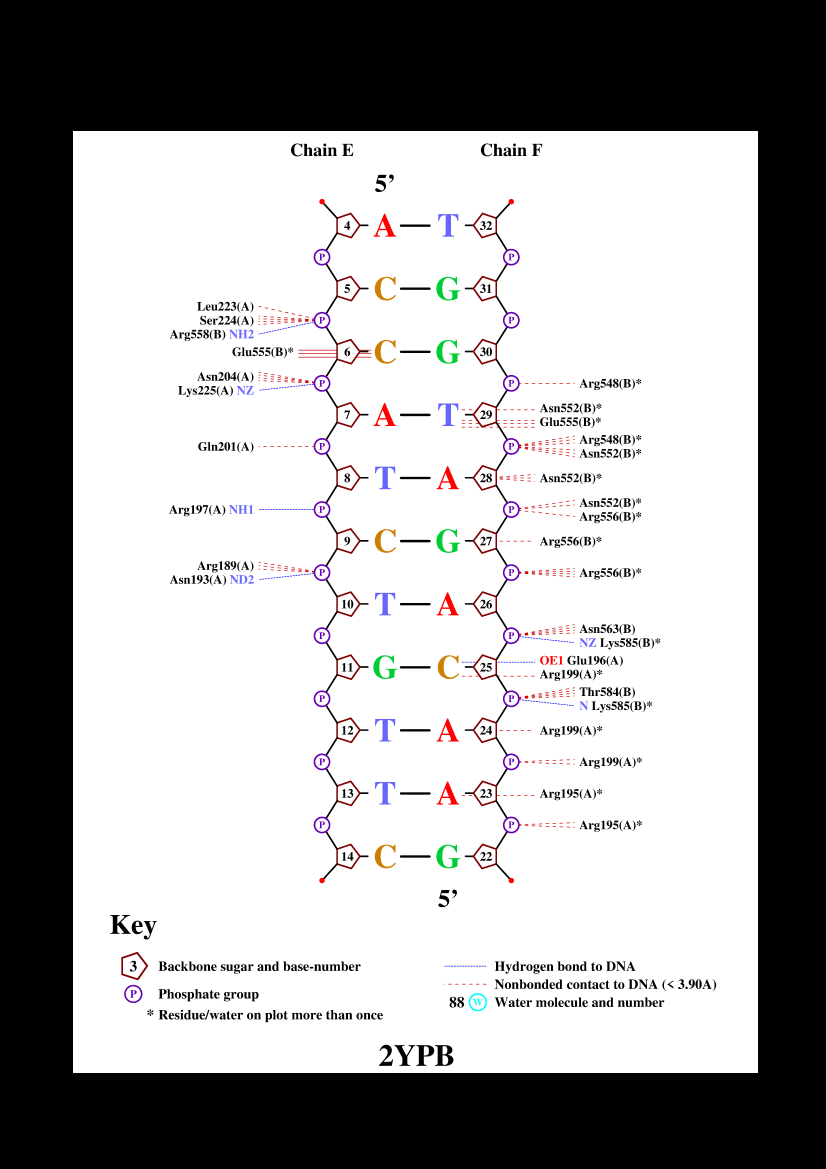 Chain E Chain F
5’
4 A T 32
P P
5 C G 31
Leu223(A)
Ser224(A) P P
Arg558(B) NH2
Glu555(B)* 6 C G 30
Asn204(A) P P Arg548(B)*
Lys225(A) NZ
7 A T 29 Asn552(B)*
Glu555(B)*
Gln201(A) P P Arg548(B)*
Asn552(B)*
8 T A 28 Asn552(B)*
Arg197(A) NH1 P P Asn552(B)*
Arg556(B)*
9 C G 27 Arg556(B)*
Arg189(A) P P Arg556(B)*
Asn193(A) ND2
10 T A 26
P P Asn563(B)
NZ Lys585(B)*
11 G C 25 OE1 Glu196(A)
Arg199(A)*
P P Thr584(B)
N Lys585(B)*
12 T A 24 Arg199(A)*
P P Arg199(A)*
13 T A 23 Arg195(A)*
P P Arg195(A)*
14 C G 22
5’
Key
3 Backbone sugar and base-number
P Phosphate group
* Residue/water on plot more than once
Hydrogen bond to DNA
Nonbonded contact to DNA (< 3.90A)
88 W Water molecule and number
2YPB